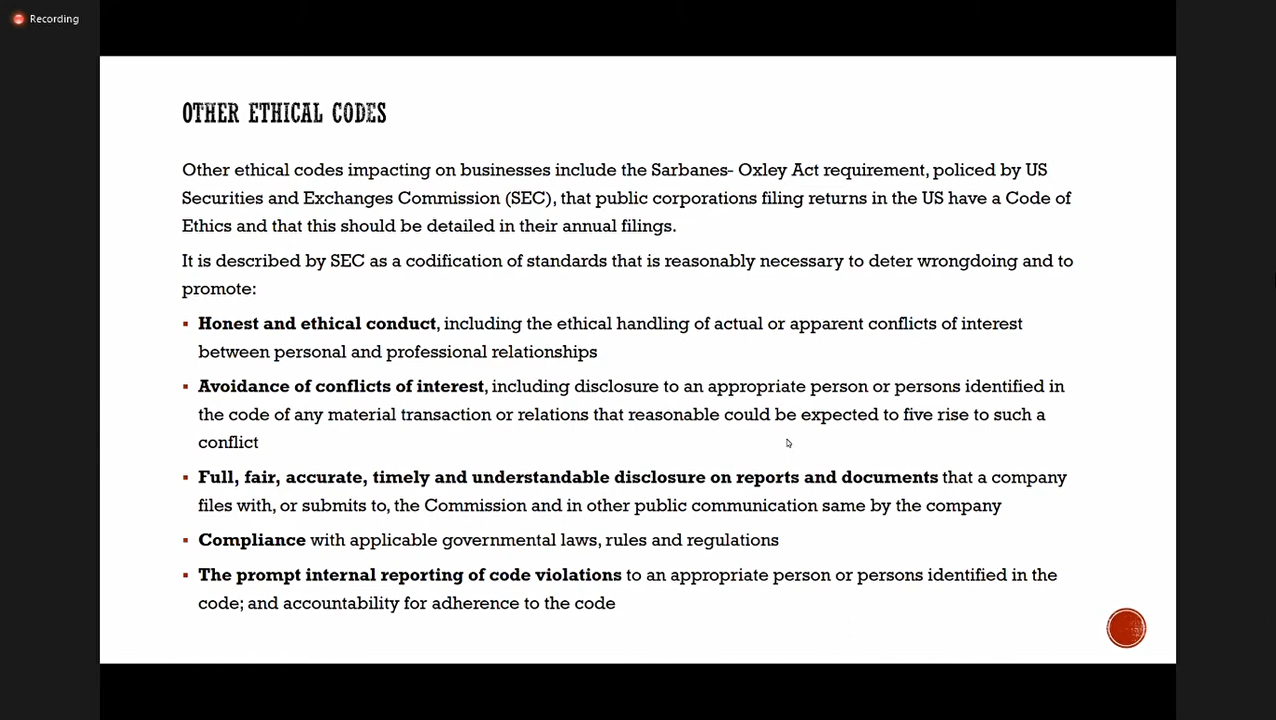 Recording
OTHER ETHICAL CODES
Other ethical codes impacting on businesses include the Sarbanes- Oxley Act requirement, policed by US
Securities and Exchanges Commission (SEC), that public corporations filing returns in the US have a Code of
Ethics and that this should be detailed in their annual filings.
It is described by SEC as a codification of standards that is reasonably necessary to deter wrongdoing and to
promote:
▪ Honest and ethical conduct, including the ethical handling of actual or apparent conflicts of interest
between personal and professional relationships
▪ Avoidance of conflicts of interest, including disclosure to an appropriate person or persons identified in
the code of any material transaction or relations that reasonable could be expected to five rise to such a
conflict
▪ Full, fair, accurate, timely and understandable disclosure on reports and documents that a company
files with, or submits to, the Commission and in other public communication same by the company
▪ Compliance with applicable governmental laws, rules and regulations
▪ The prompt internal reporting of code violations to an appropriate person or persons identified in the
code; and accountability for adherence to the code